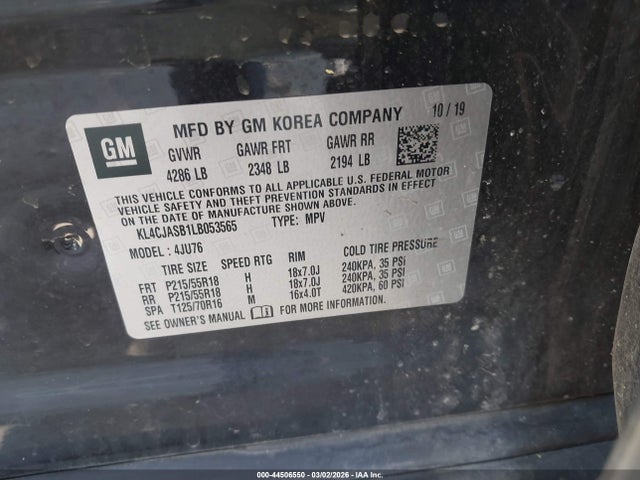 GM
MFD BY GM KOREA COMPANY 10 / 19
GVWR GAWR FRT GAWR RR
4286 LB 2348 LB 2194 LB
THIS VEHICLE CONFORMS TO ALL APPLICABLE U.S. FEDERAL MOTOR
VEHICLE SAFETY, BUMPER, AND THEFT PREVENTION STANDARDS IN EFFECT
ON THE DATE OF MANUFACTURE SHOWN ABOVE.
KL4CJASB1LB053565 TYPE: MPV
MODEL: 4JU76
TIRE SIZE SPEED RTG RIM COLD TIRE PRESSURE
FRT P215/55R18 H 18x7.0J 240KPA, 35 PSI
RR P215/55R18 H 18x7.0J 240KPA, 35 PSI
SPA T125/70R16 M 16x4.0T 420KPA, 60 PSI
SEE OWNER'S MANUAL FOR MORE INFORMATION
000-44506550 - 03/02/2026 - IAA Inc.